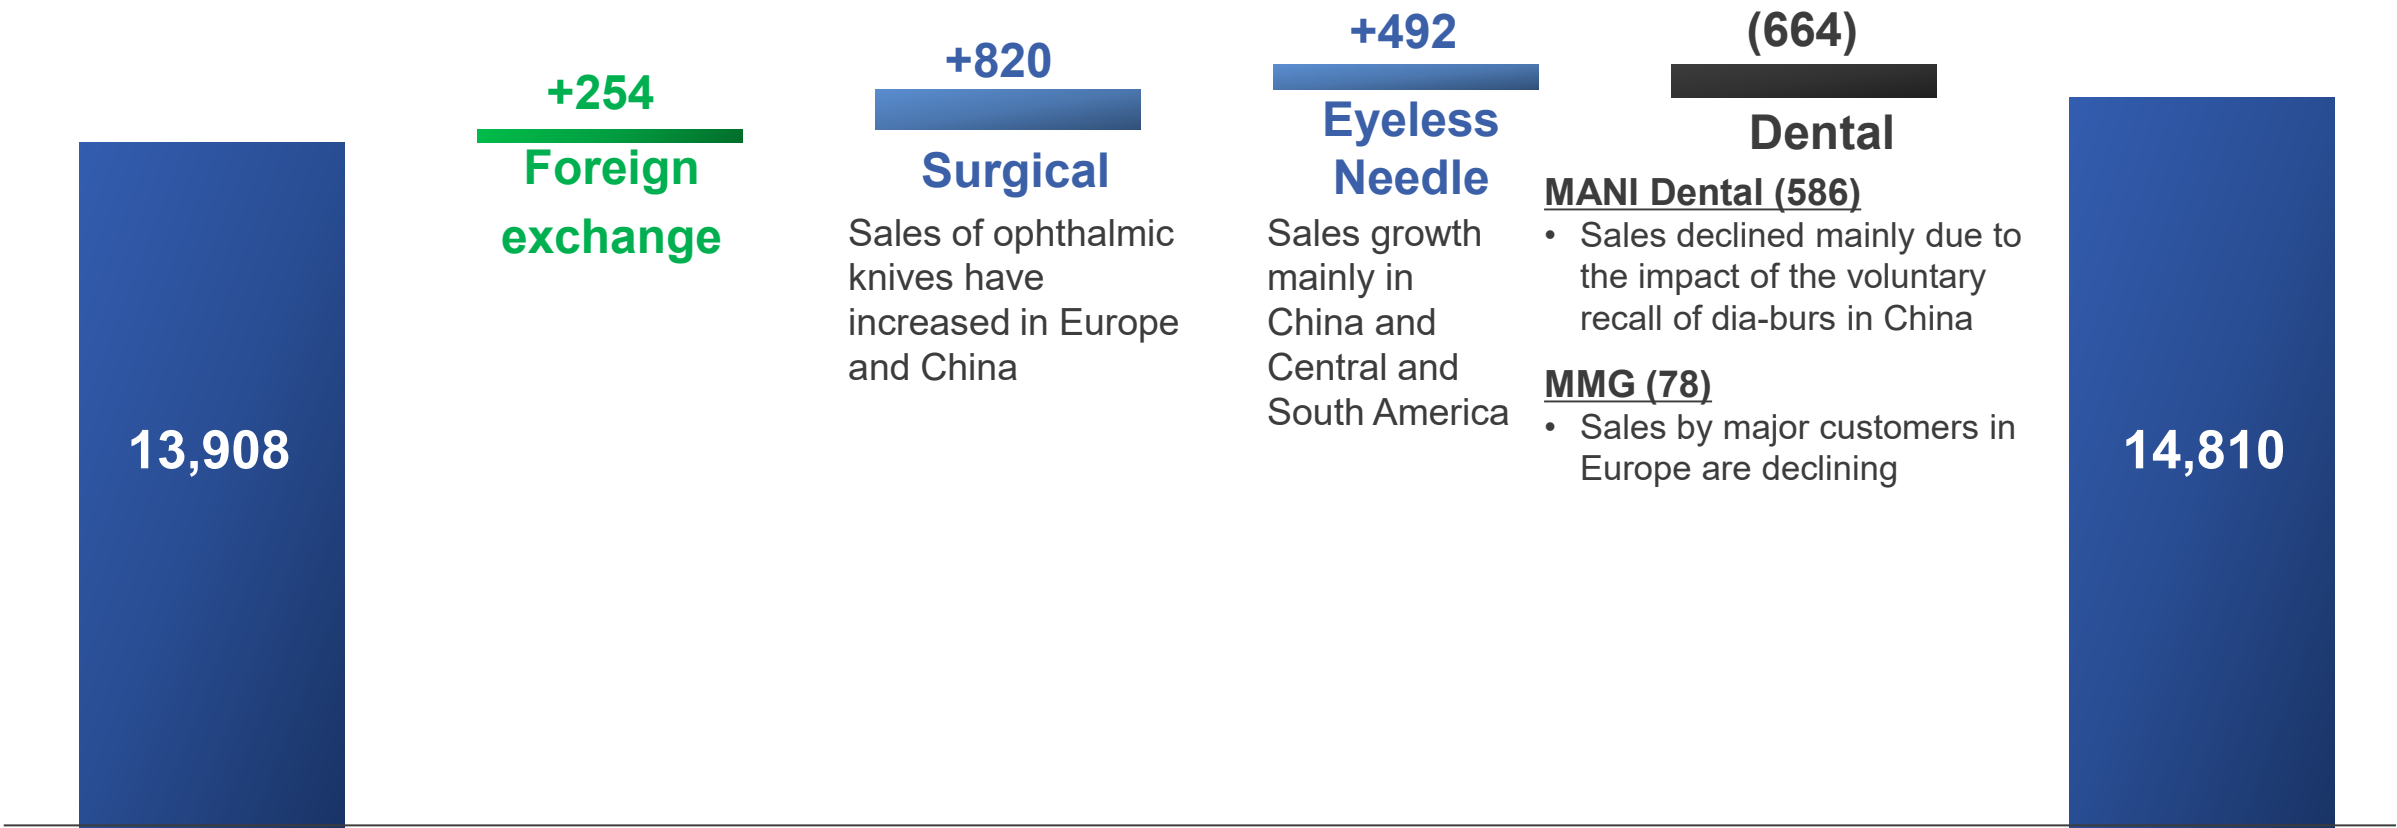 13,908
+254
Foreign
exchange
+820
Surgical
Sales of ophthalmic
knives have
increased in Europe
and China
+492
Eyeless
Needle
Sales growth
mainly in
China and
Central and
South America
(664)
Dental
MANI Dental (586)
• Sales declined mainly due to
the impact of the voluntary
recall of dia-burs in China
MMG (78)
• Sales by major customers in
Europe are declining
14,810